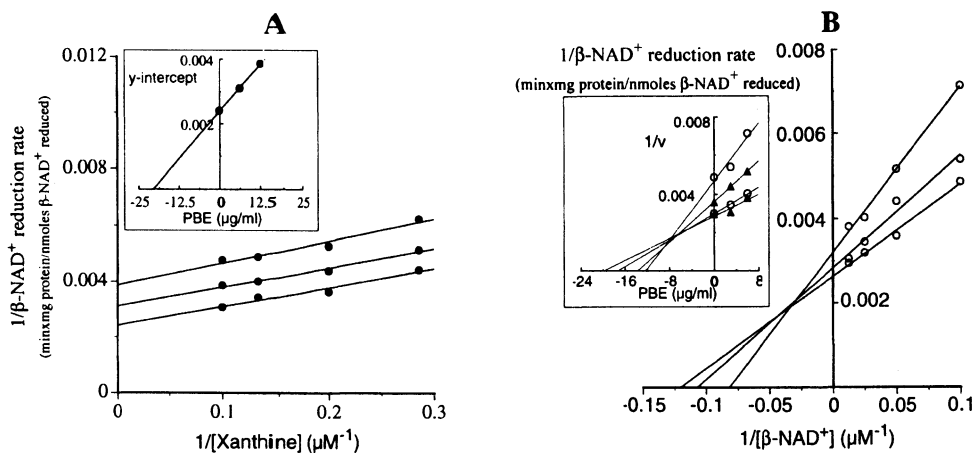 A
1/β-NAD⁺ reduction rate
(minxmg protein/nmoles β-NAD⁺ reduced)
0.012
0.008
0.004
0
0
0.1
0.2
0.3
1/[Xanthine] (μM⁻¹)
y-intercept
0.004
0.002
-25
-12.5
0
12.5
25
PBE (μg/ml)
B
1/β-NAD⁺ reduction rate
(minxmg protein/nmoles β-NAD⁺ reduced)
0.008
0.006
0.004
0.002
-0.15
-0.1
-0.05
0
0.05
0.1
1/[β-NAD⁺] (μM⁻¹)
1/v
0.008
0.004
-24
-16
-8
0
8
PBE (μg/ml)